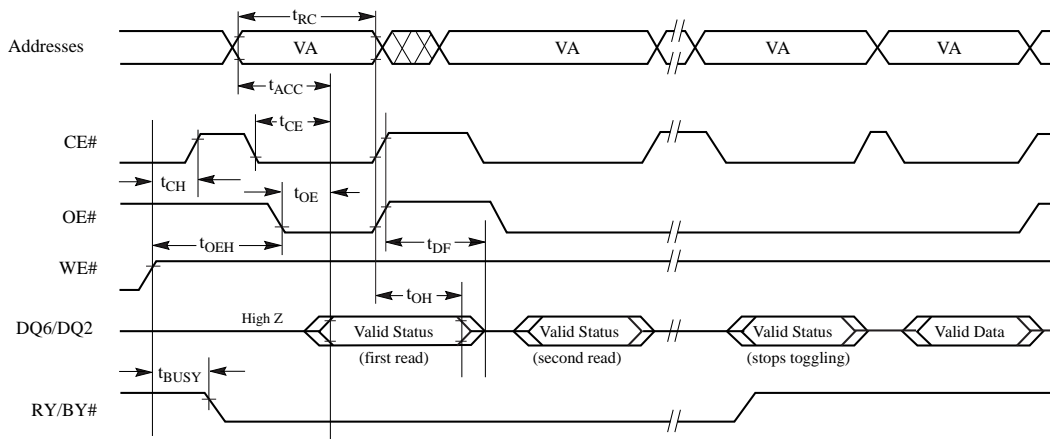 tRC
Addresses VA VA VA VA
tACC
tCE
CE#
tCH tOE
OE#
tOEH tDF
WE#
tOH
High Z
DQ6/DQ2 Valid Status Valid Status Valid Status Valid Data
(first read) (second read) (stops toggling)
tBUSY
RY/BY#